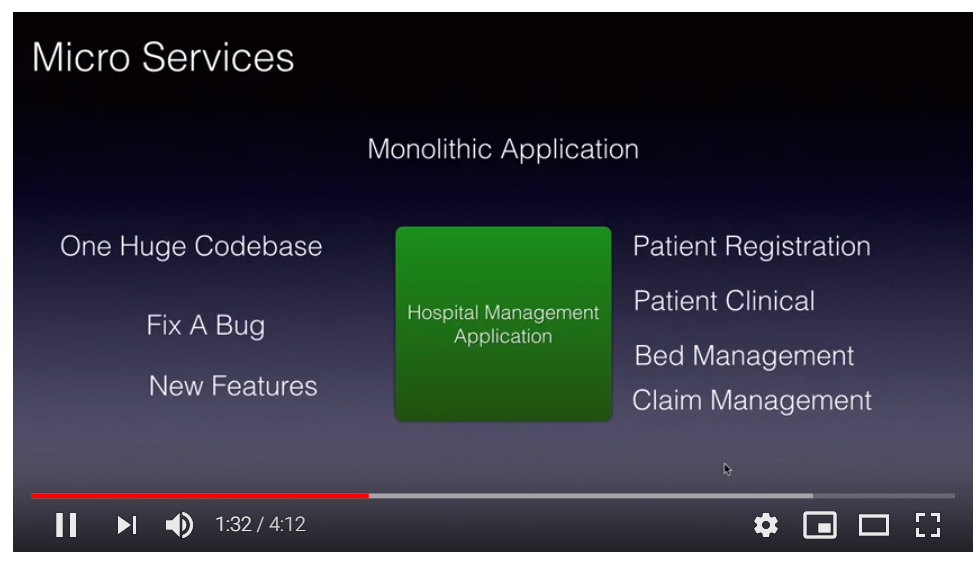 Micro Services
Monolithic Application
One Huge Codebase
Fix A Bug
New Features
Hospital Management
Application
Patient Registration
Patient Clinical
Bed Management
Claim Management
1:32 / 4:12